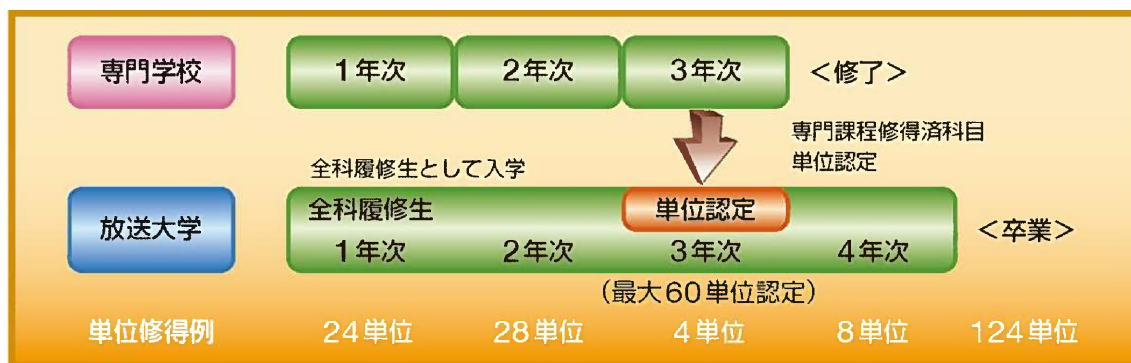 専門学校
1年次 2年次 3年次 <修了>
専門課程修得済科目
単位認定
全科履修生として入学
放送大学
全科履修生 単位認定
1年次 2年次 3年次 4年次 <卒業>
(最大60単位認定)
単位修得例 24単位 28単位 4単位 8単位 124単位